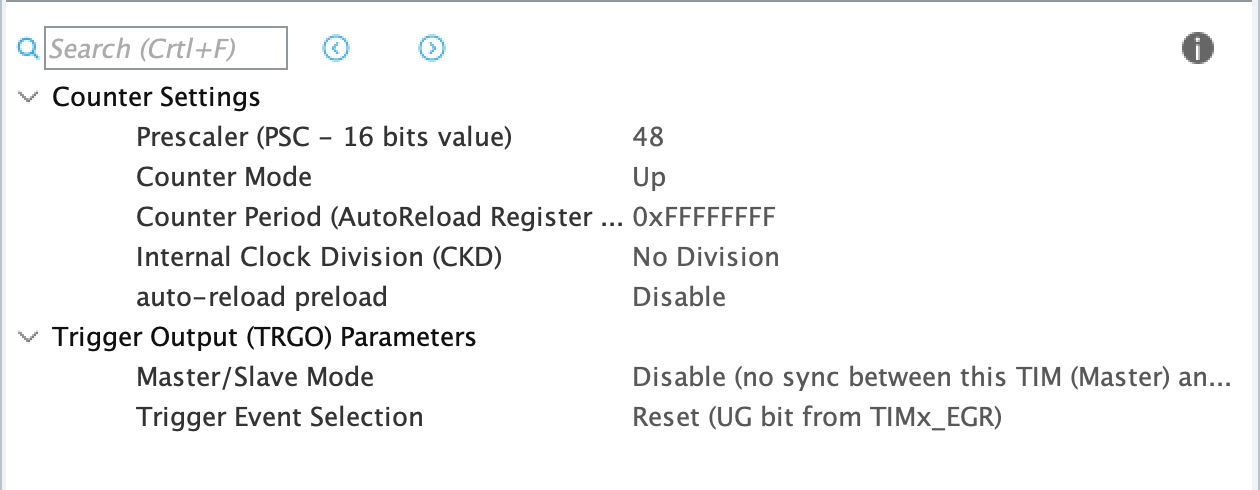 Search (Crtl+F)
Counter Settings
Prescaler (PSC - 16 bits value) 48
Counter Mode Up
Counter Period (AutoReload Register ... 0xFFFFFFFF
Internal Clock Division (CKD) No Division
auto-reload preload Disable
Trigger Output (TRGO) Parameters
Master/Slave Mode Disable (no sync between this TIM (Master) an...
Trigger Event Selection Reset (UG bit from TIMx_EGR)